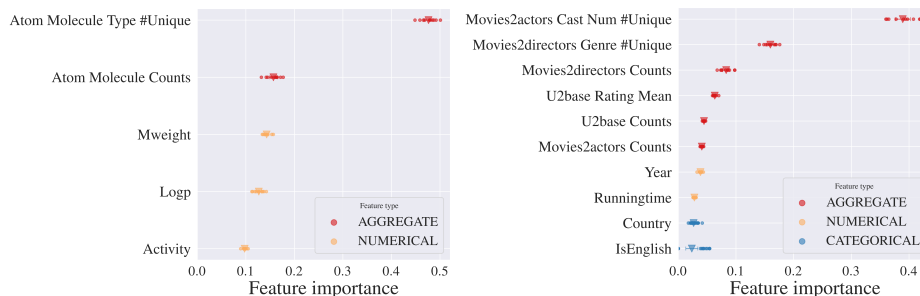 Atom Molecule Type #Unique
Atom Molecule Counts
Mweight
Logp
Activity
Feature type
AGGREGATE
NUMERICAL
0.0 0.1 0.2 0.3 0.4 0.5
Feature importance
Movies2actors Cast Num #Unique
Movies2directors Genre #Unique
Movies2directors Counts
U2base Rating Mean
U2base Counts
Movies2actors Counts
Year
Runningtime
Country
IsEnglish
Feature type
AGGREGATE
NUMERICAL
CATEGORICAL
0.0 0.1 0.2 0.3 0.4
Feature importance